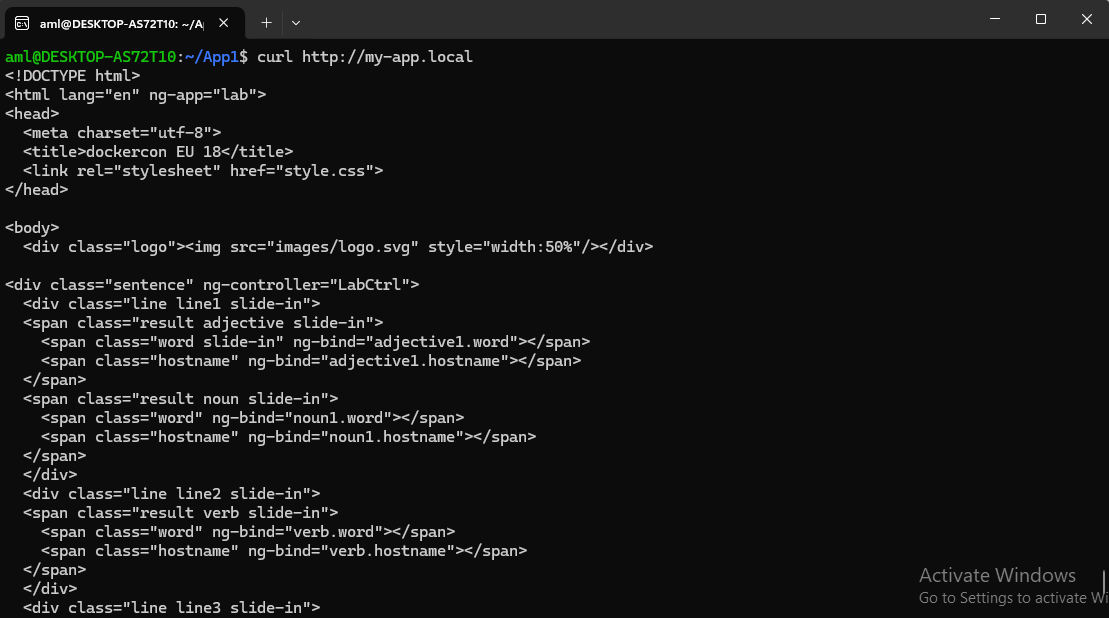 aml@DESKTOP-AS72T10: ~/A
aml@DESKTOP-AS72T10:~/App1$ curl http://my-app.local
<!DOCTYPE html>
<html lang="en" ng-app="lab">
<head>
  <meta charset="utf-8">
  <title>dockercon EU 18</title>
  <link rel="stylesheet" href="style.css">
</head>

<body>
  <div class="logo"><img src="images/logo.svg" style="width:50%"/></div>

<div class="sentence" ng-controller="LabCtrl">
  <div class="line line1 slide-in">
  <span class="result adjective slide-in">
    <span class="word slide-in" ng-bind="adjective1.word"></span>
    <span class="hostname" ng-bind="adjective1.hostname"></span>
  </span>
  <span class="result noun slide-in">
    <span class="word" ng-bind="noun1.word"></span>
    <span class="hostname" ng-bind="noun1.hostname"></span>
  </span>
  </div>
  <div class="line line2 slide-in">
  <span class="result verb slide-in">
    <span class="word" ng-bind="verb.word"></span>
    <span class="hostname" ng-bind="verb.hostname"></span>
  </span>
  </div>
  <div class="line line3 slide-in">
Activate Windows
Go to Settings to activate Wi